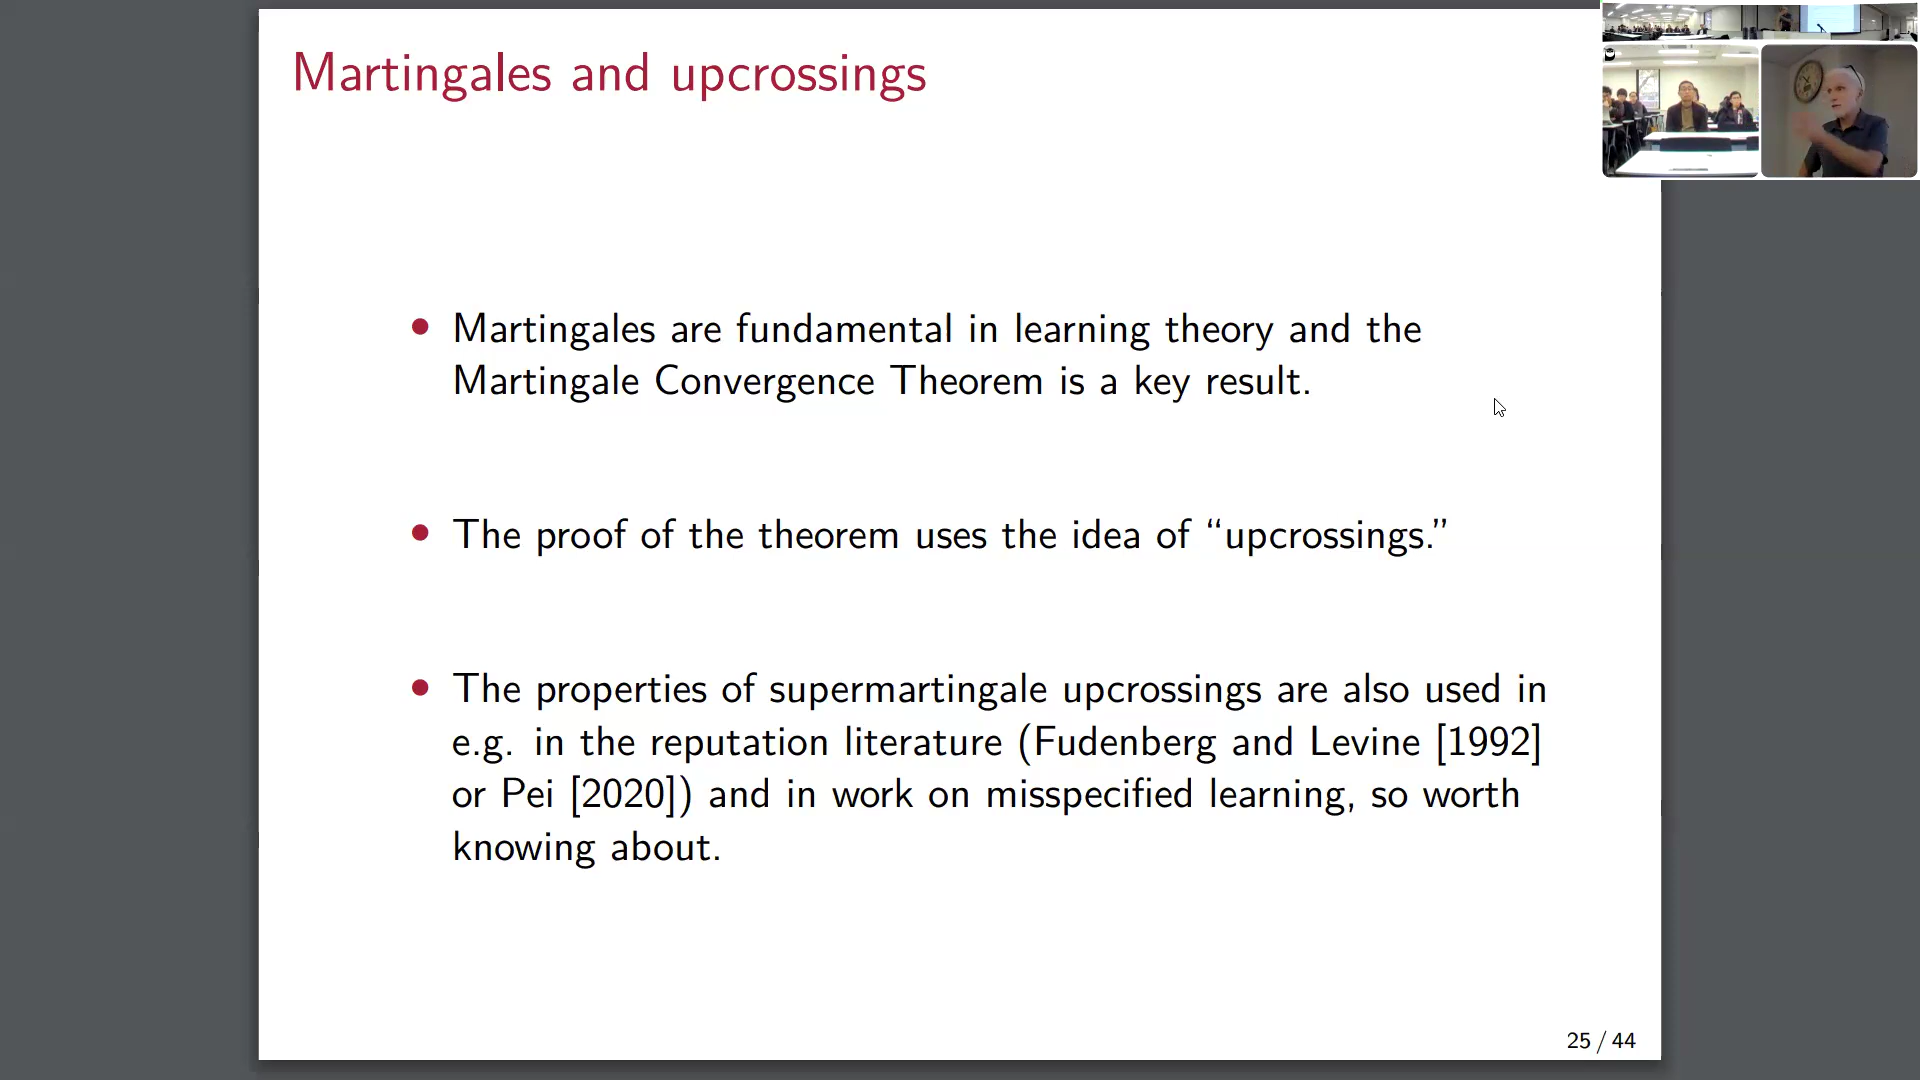 Martingales and upcrossings
• Martingales are fundamental in learning theory and the
Martingale Convergence Theorem is a key result.
• The proof of the theorem uses the idea of “upcrossings.”
• The properties of supermartingale upcrossings are also used in
e.g. in the reputation literature (Fudenberg and Levine [1992]
or Pei [2020]) and in work on misspecified learning, so worth
knowing about.
25 / 44